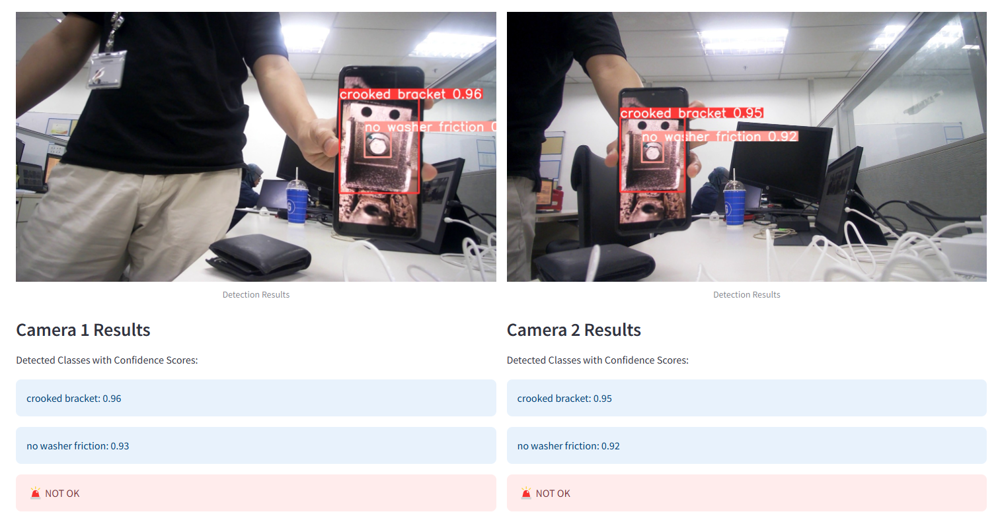 crooked bracket 0.96
no washer friction 0
crooked bracket 0.95
no washer friction 0.92
G
G
Detection Results
Detection Results
Camera 1 Results
Camera 2 Results
Detected Classes with Confidence Scores:
Detected Classes with Confidence Scores:
crooked bracket: 0.96
crooked bracket: 0.95
no washer friction: 0.93
no washer friction: 0.92
🚨 NOT OK
🚨 NOT OK